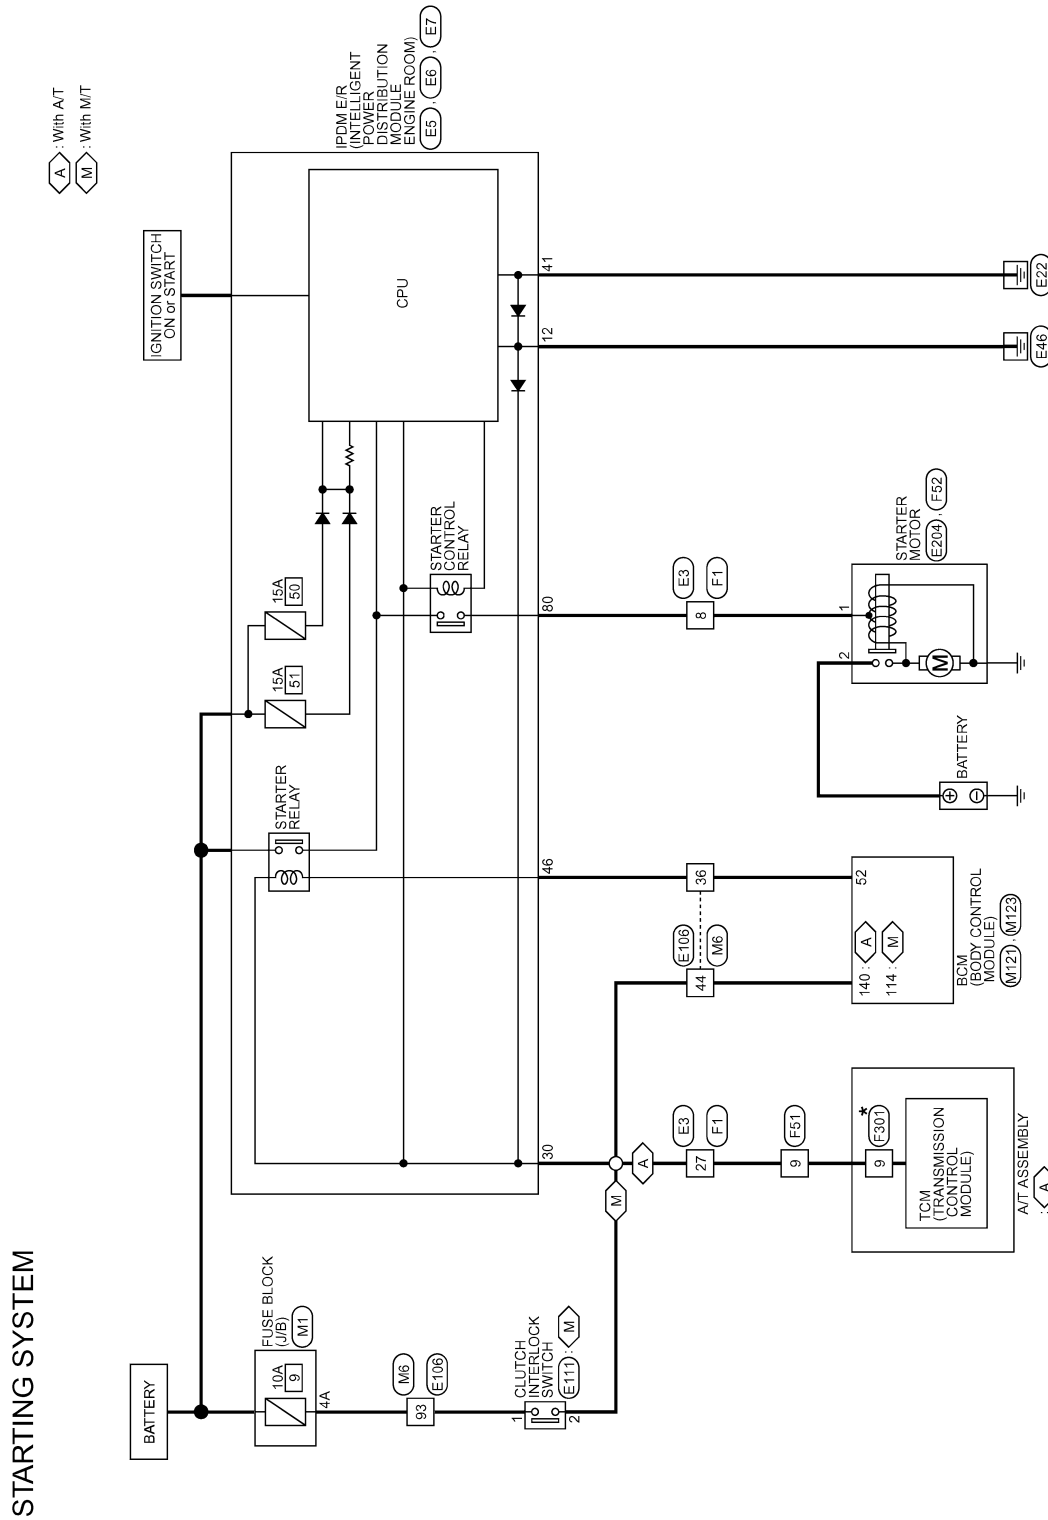 STARTING SYSTEM
A : With A/T
M : With M/T
BATTERY
FUSE BLOCK
(J/B)
M1
10A
9
4A
93
M6
E106
1
2
CLUTCH
INTERLOCK
SWITCH
E111 : M
M
A
IGNITION SWITCH
ON or START
IPDM E/R
(INTELLIGENT
POWER
DISTRIBUTION
MODULE
ENGINE ROOM)
E5 , E6 , E7
CPU
15A
51
15A
50
STARTER
RELAY
STARTER
CONTROL
RELAY
30
46
80
12
41
27
E3
F1
9
F51
9
F301
*
TCM
(TRANSMISSION
CONTROL
MODULE)
A/T ASSEMBLY
: A
44
E106
M6
36
140 : A
114 : M
52
BCM
(BODY CONTROL
MODULE)
M121 , M123
BATTERY
+
−
8
E3
F1
2
1
M
STARTER
MOTOR
E204 , F52
E46
E22